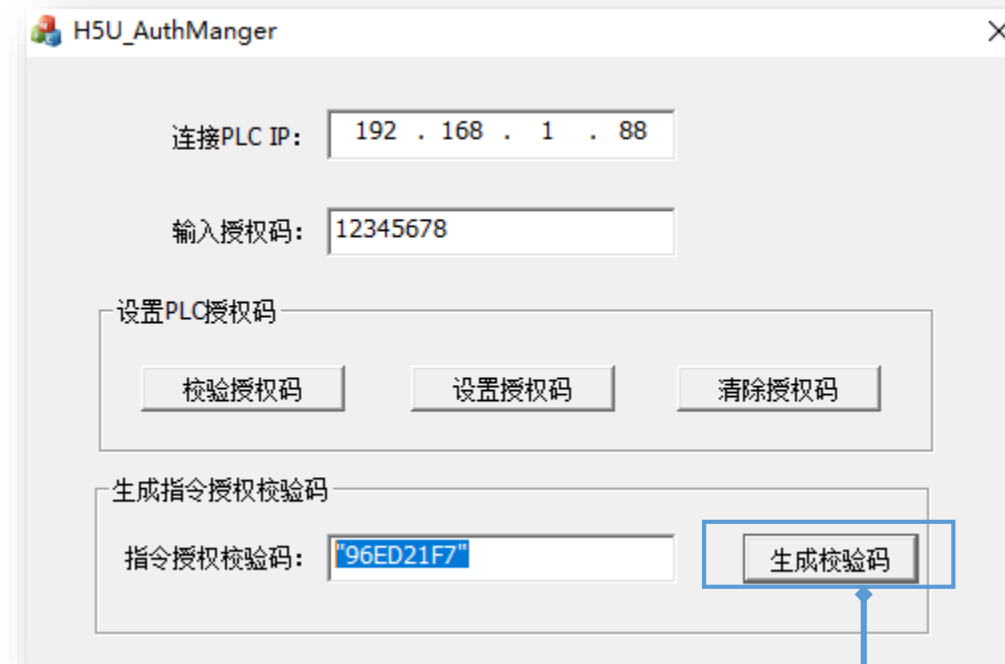 H5U_AuthManger
连接PLC IP： 192 . 168 . 1 . 88
输入授权码： 12345678
设置PLC授权码
校验授权码 设置授权码 清除授权码
生成指令授权校验码
指令授权校验码： "96ED21F7" 生成校验码